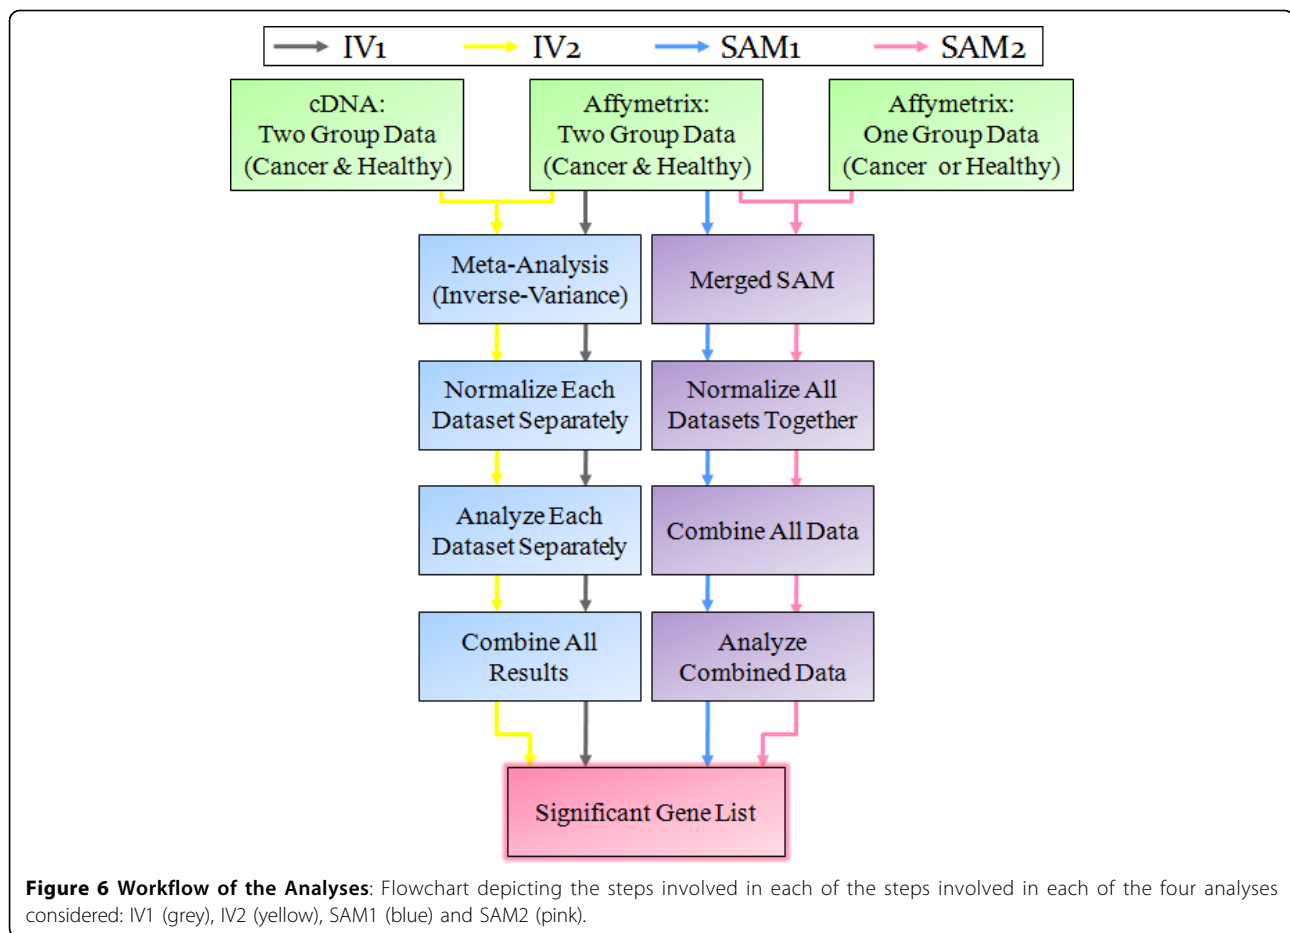 IV1 IV2 SAM1 SAM2
cDNA:
Two Group Data
(Cancer & Healthy)
Affymetrix:
Two Group Data
(Cancer & Healthy)
Affymetrix:
One Group Data
(Cancer or Healthy)
Meta-Analysis
(Inverse-Variance)
Merged SAM
Normalize Each
Dataset Separately
Normalize All
Datasets Together
Analyze Each
Dataset Separately
Combine All Data
Combine All
Results
Analyze
Combined Data
Significant Gene List
Figure 6 Workflow of the Analyses: Flowchart depicting the steps involved in each of the steps involved in each of the four analyses
considered: IV1 (grey), IV2 (yellow), SAM1 (blue) and SAM2 (pink).